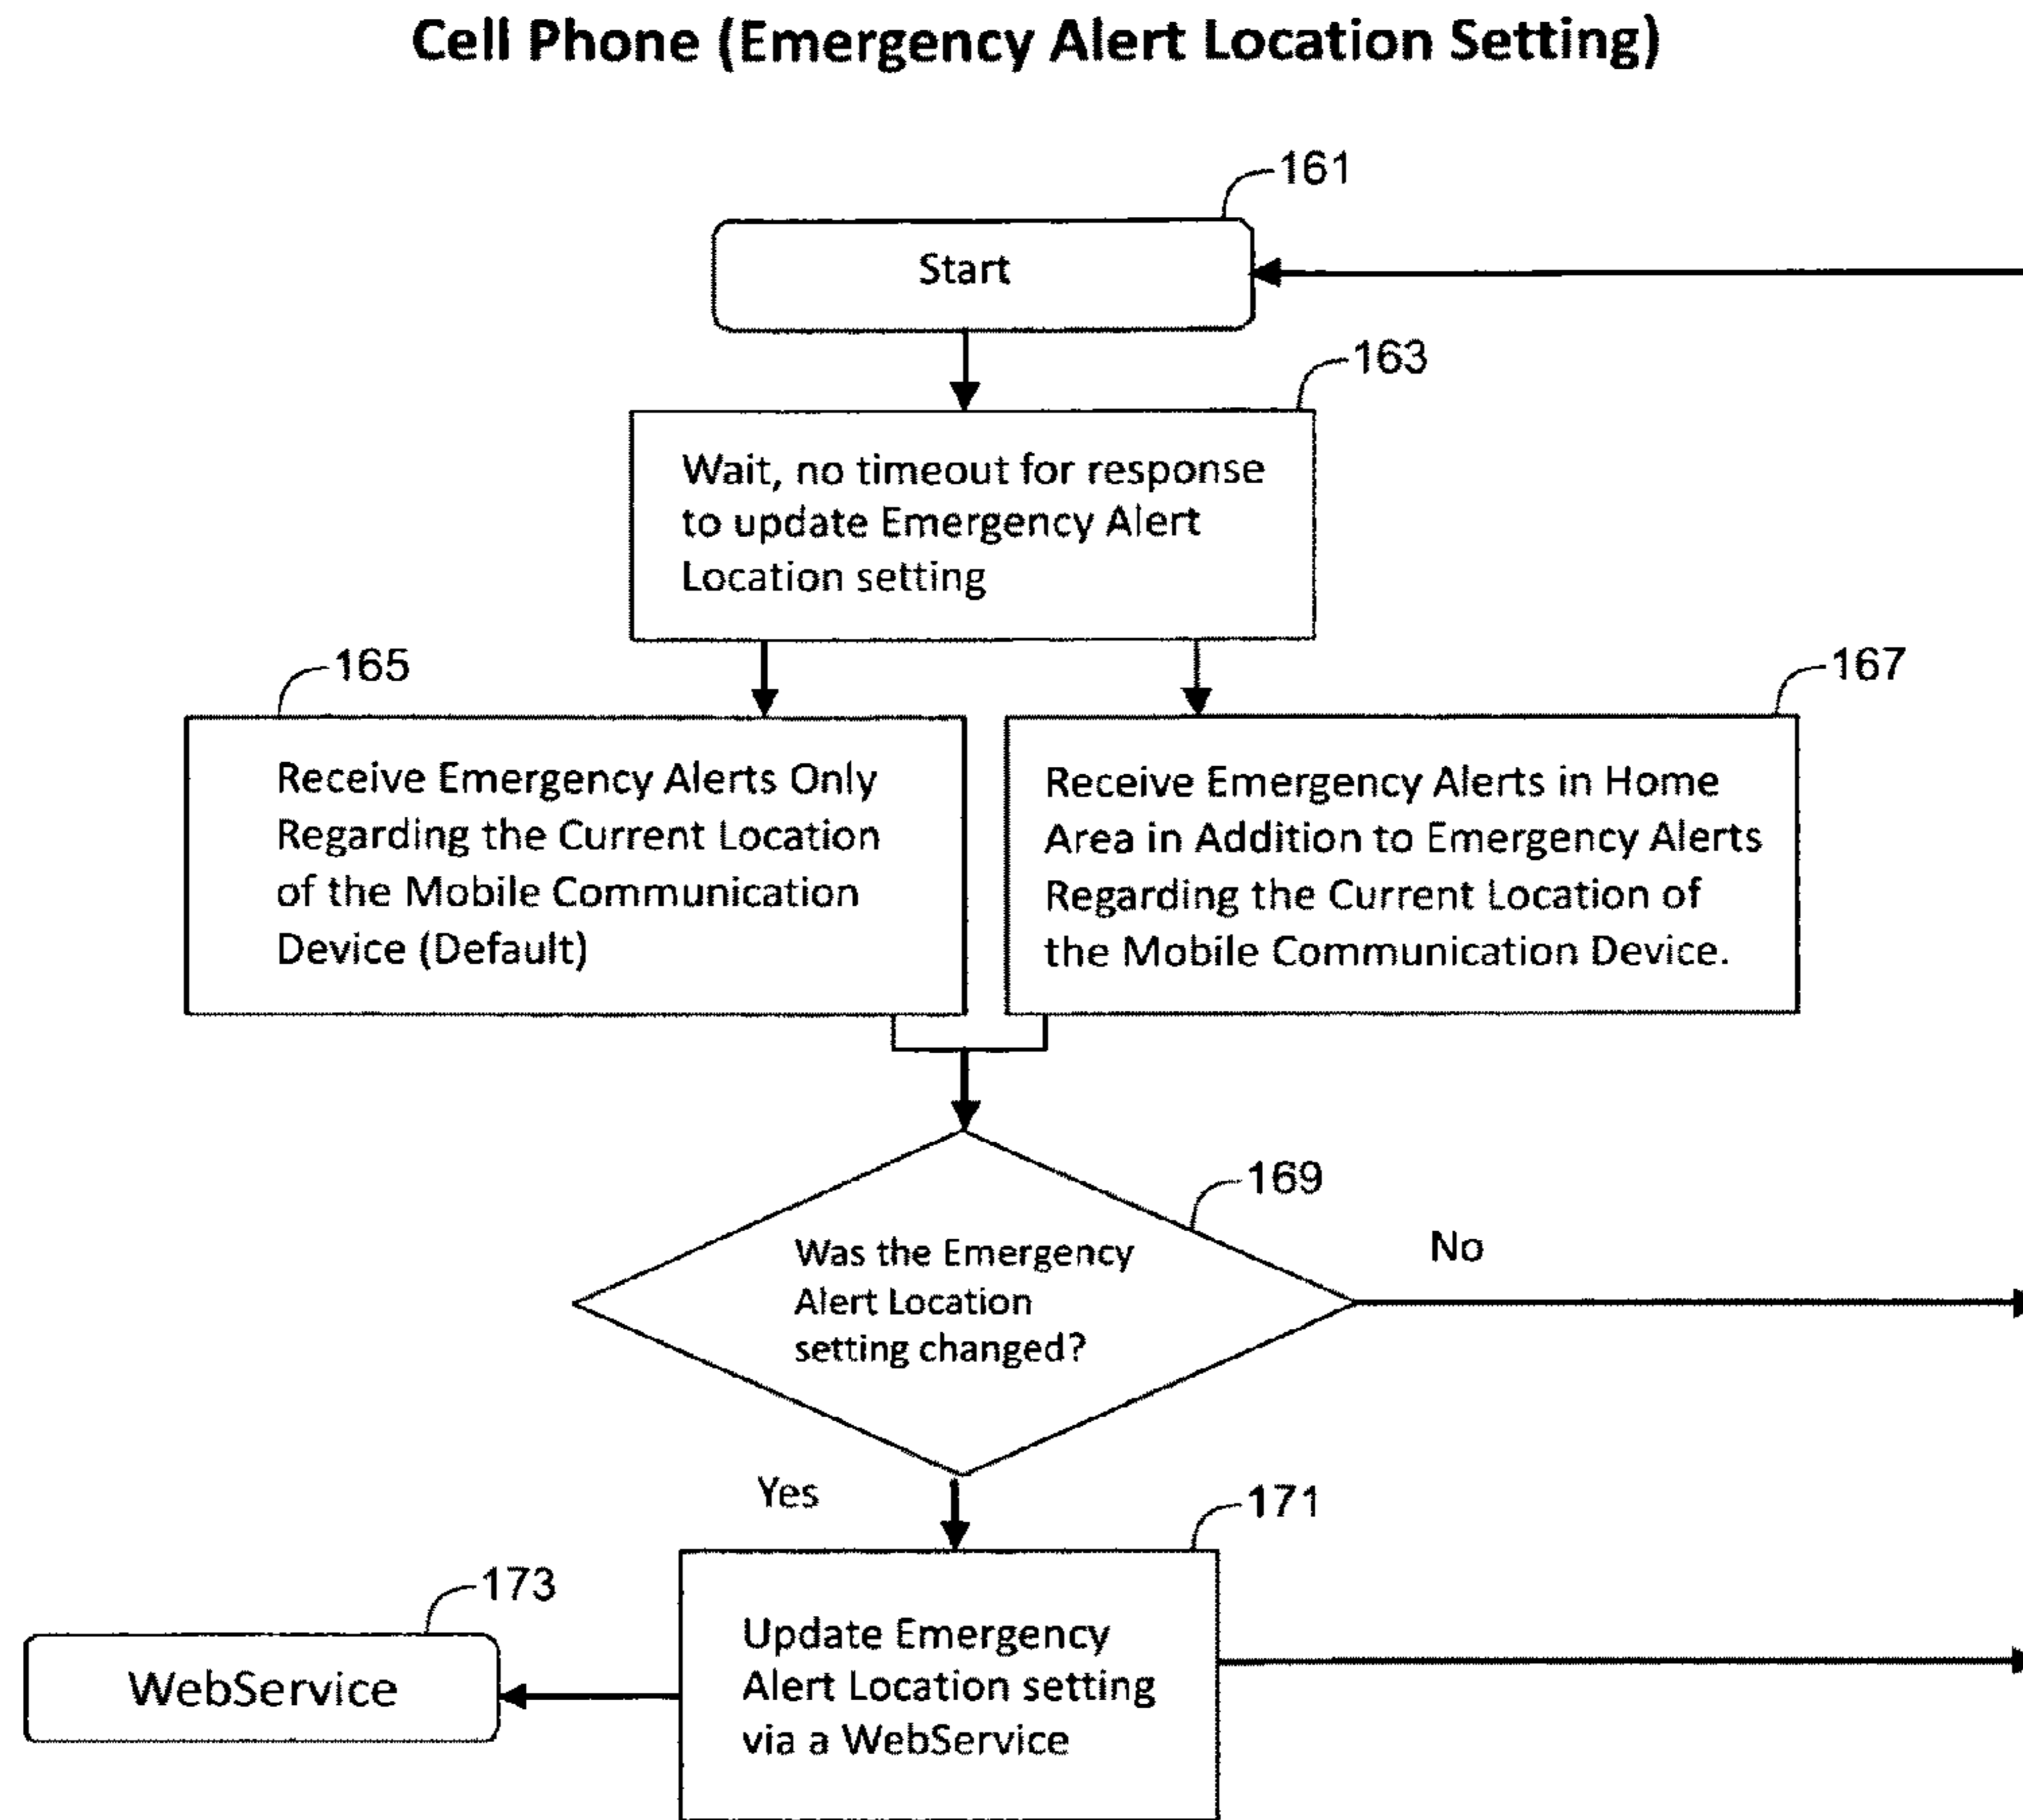 Cell Phone (Emergency Alert Location Setting)
161
Start
163
Wait, no timeout for response
to update Emergency Alert
Location setting
165
167
Receive Emergency Alerts Only
Regarding the Current Location
of the Mobile Communication
Device (Default)
Receive Emergency Alerts in Home
Area in Addition to Emergency Alerts
Regarding the Current Location of
the Mobile Communication Device.
169
Was the Emergency
Alert Location
setting changed?
No
Yes
171
173
Update Emergency
Alert Location setting
via a WebService
WebService